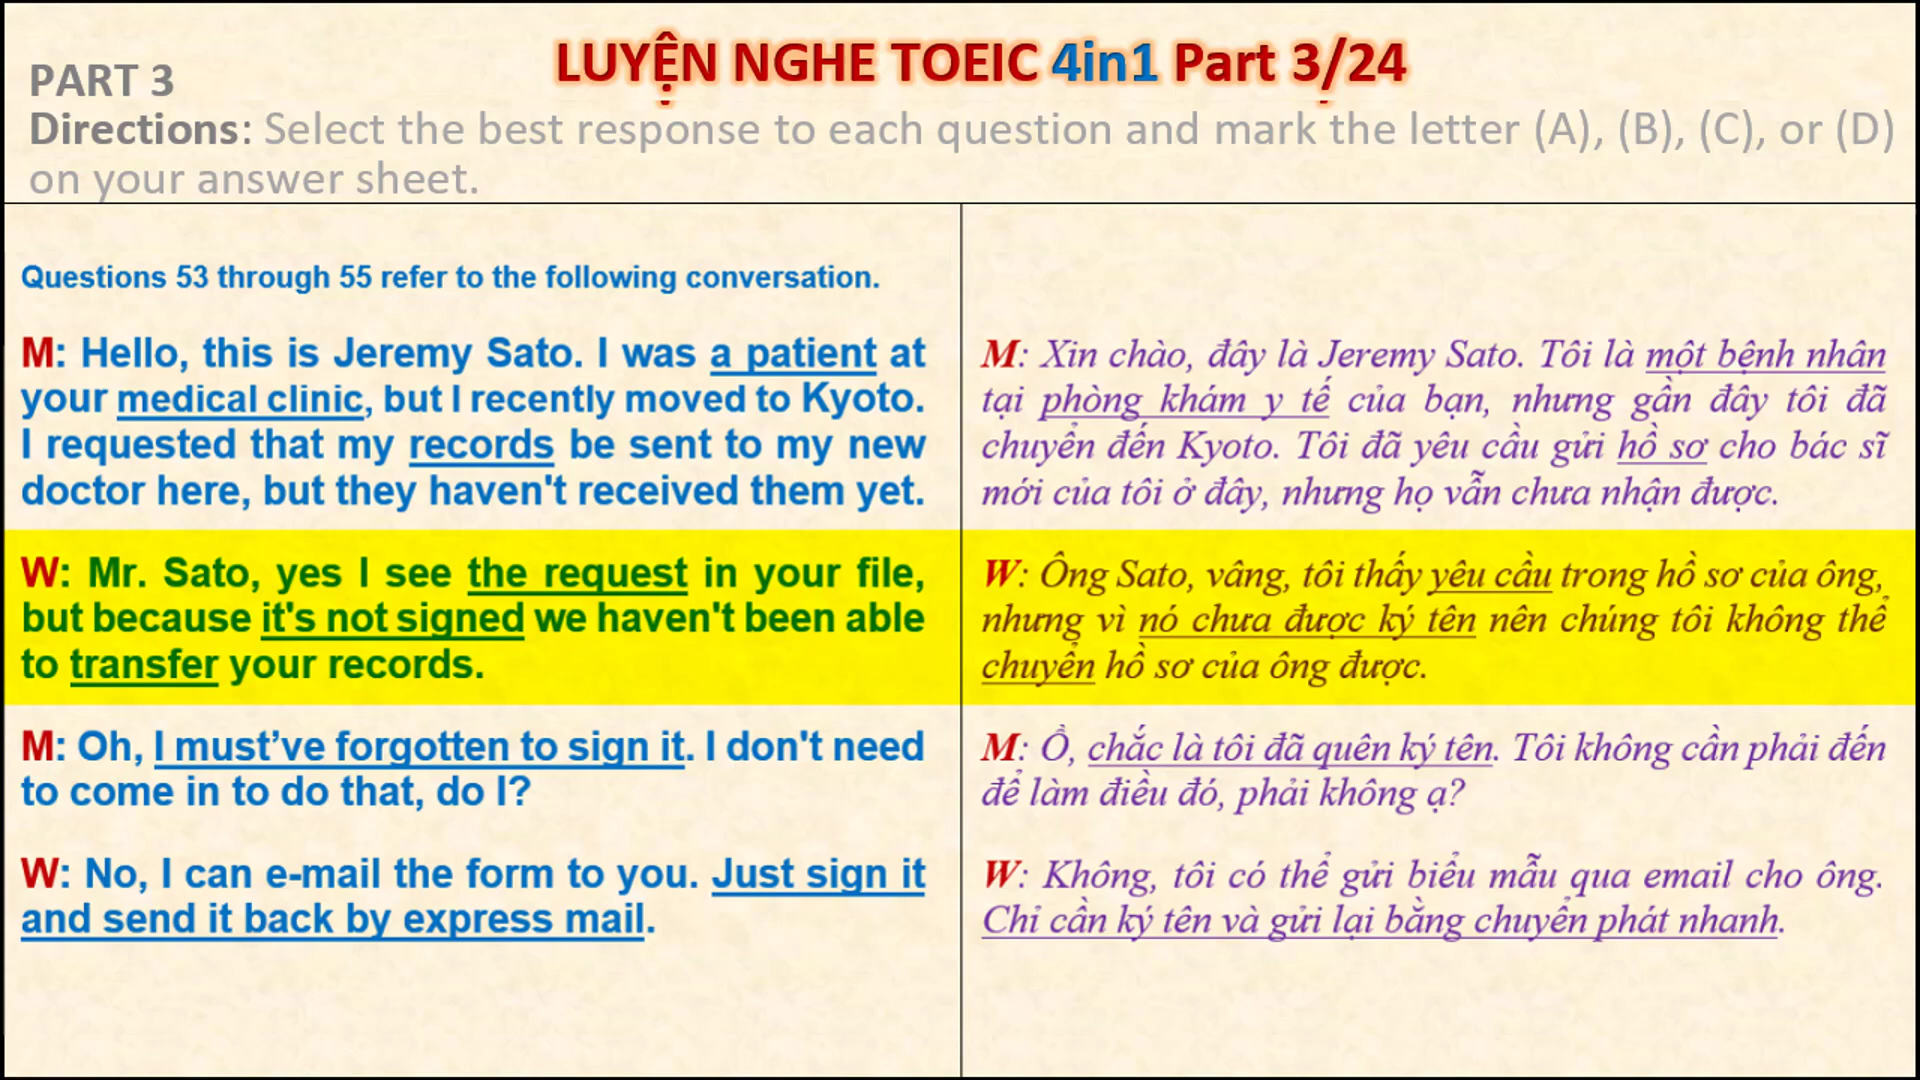 LUYỆN NGHE TOEIC 4in1 Part 3/24
PART 3
Directions: Select the best response to each question and mark the letter (A), (B), (C), or (D)
on your answer sheet.
Questions 53 through 55 refer to the following conversation.
M: Hello, this is Jeremy Sato. I was a patient at
your medical clinic, but I recently moved to Kyoto.
I requested that my records be sent to my new
doctor here, but they haven't received them yet.
W: Mr. Sato, yes I see the request in your file,
but because it's not signed we haven't been able
to transfer your records.
M: Oh, I must’ve forgotten to sign it. I don't need
to come in to do that, do I?
W: No, I can e-mail the form to you. Just sign it
and send it back by express mail.
M: Xin chào, đây là Jeremy Sato. Tôi là một bệnh nhân
tại phòng khám y tế của bạn, nhưng gần đây tôi đã
chuyển đến Kyoto. Tôi đã yêu cầu gửi hồ sơ cho bác sĩ
mới của tôi ở đây, nhưng họ vẫn chưa nhận được.
W: Ông Sato, vâng, tôi thấy yêu cầu trong hồ sơ của ông,
nhưng vì nó chưa được ký tên nên chúng tôi không thể
chuyển hồ sơ của ông được.
M: Ồ, chắc là tôi đã quên ký tên. Tôi không cần phải đến
để làm điều đó, phải không ạ?
W: Không, tôi có thể gửi biểu mẫu qua email cho ông.
Chỉ cần ký tên và gửi lại bằng chuyển phát nhanh.